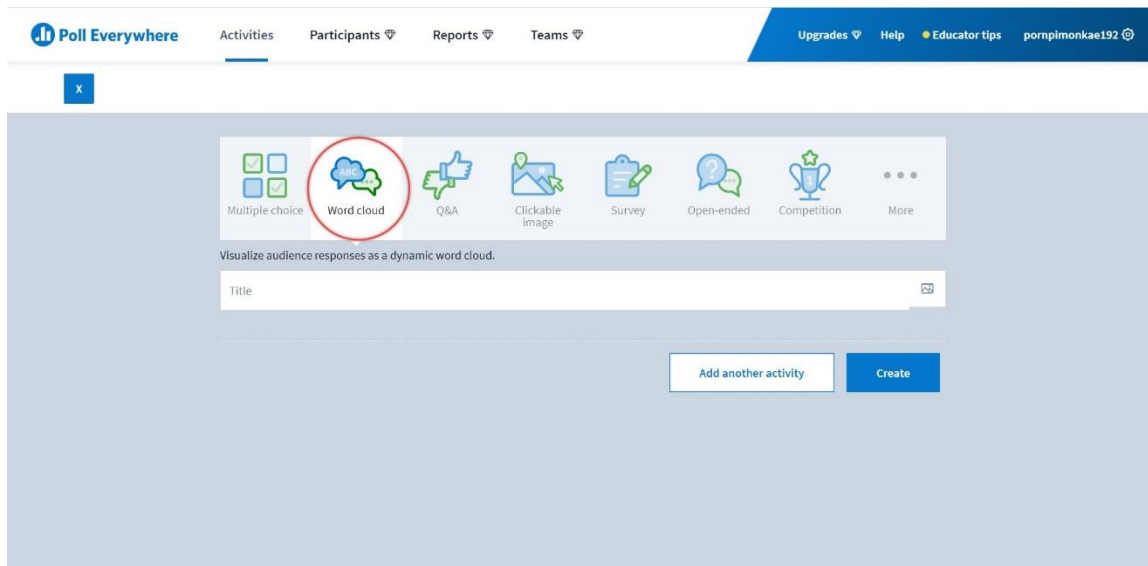 Poll Everywhere Activities Participants Reports Teams Upgrades Help Educator tips pornpimonkae192
X
ABC ? 1
Multiple choice Word cloud Q&A Clickable image Survey Open-ended Competition More
Visualize audience responses as a dynamic word cloud.
Title
Add another activity Create